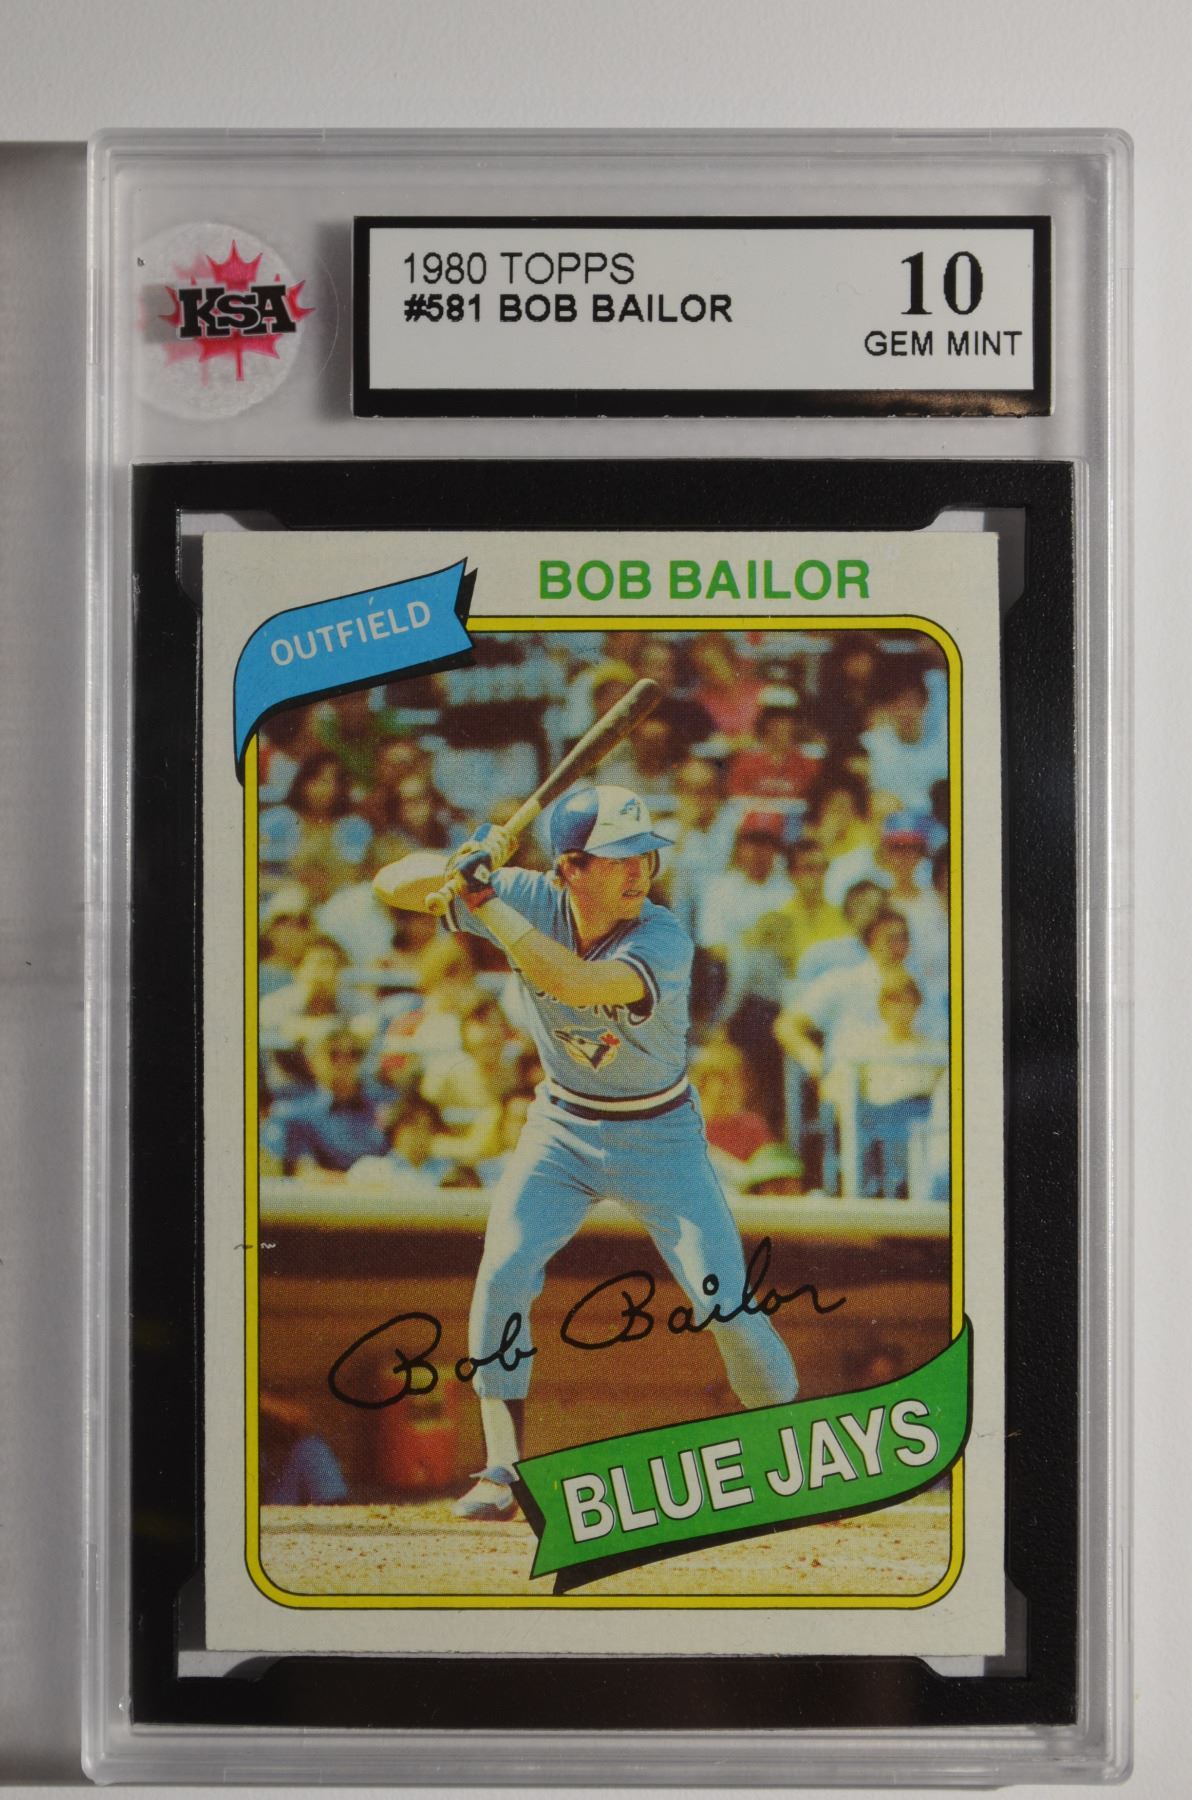 KSA
1980 TOPPS
#581 BOB BAILOR
10
GEM MINT
BOB BAILOR
OUTFIELD
Bob Bailor
BLUE JAYS